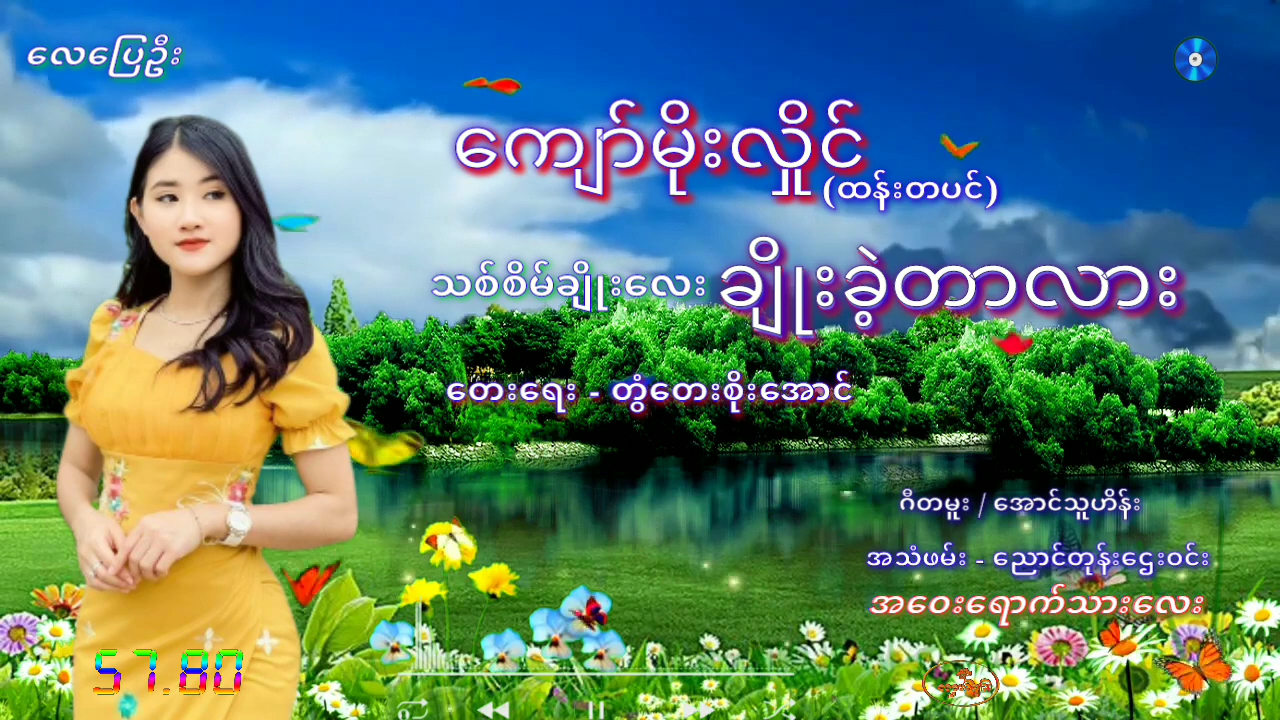 လေပြေဦး
ကျော်မိုးလှိုင်
(ထန်းတပင်)
သစ်စိမ်ချိုးလေး ချိုးခဲ့တာလား
တေးရေး - တွံတေးစိုးအောင်
ဂီတမှူး / အောင်သူဟိန်း
အသံဖမ်း - ညောင်တုန်းဌေးဝင်း
အဝေးရောက်သားလေး
57.80